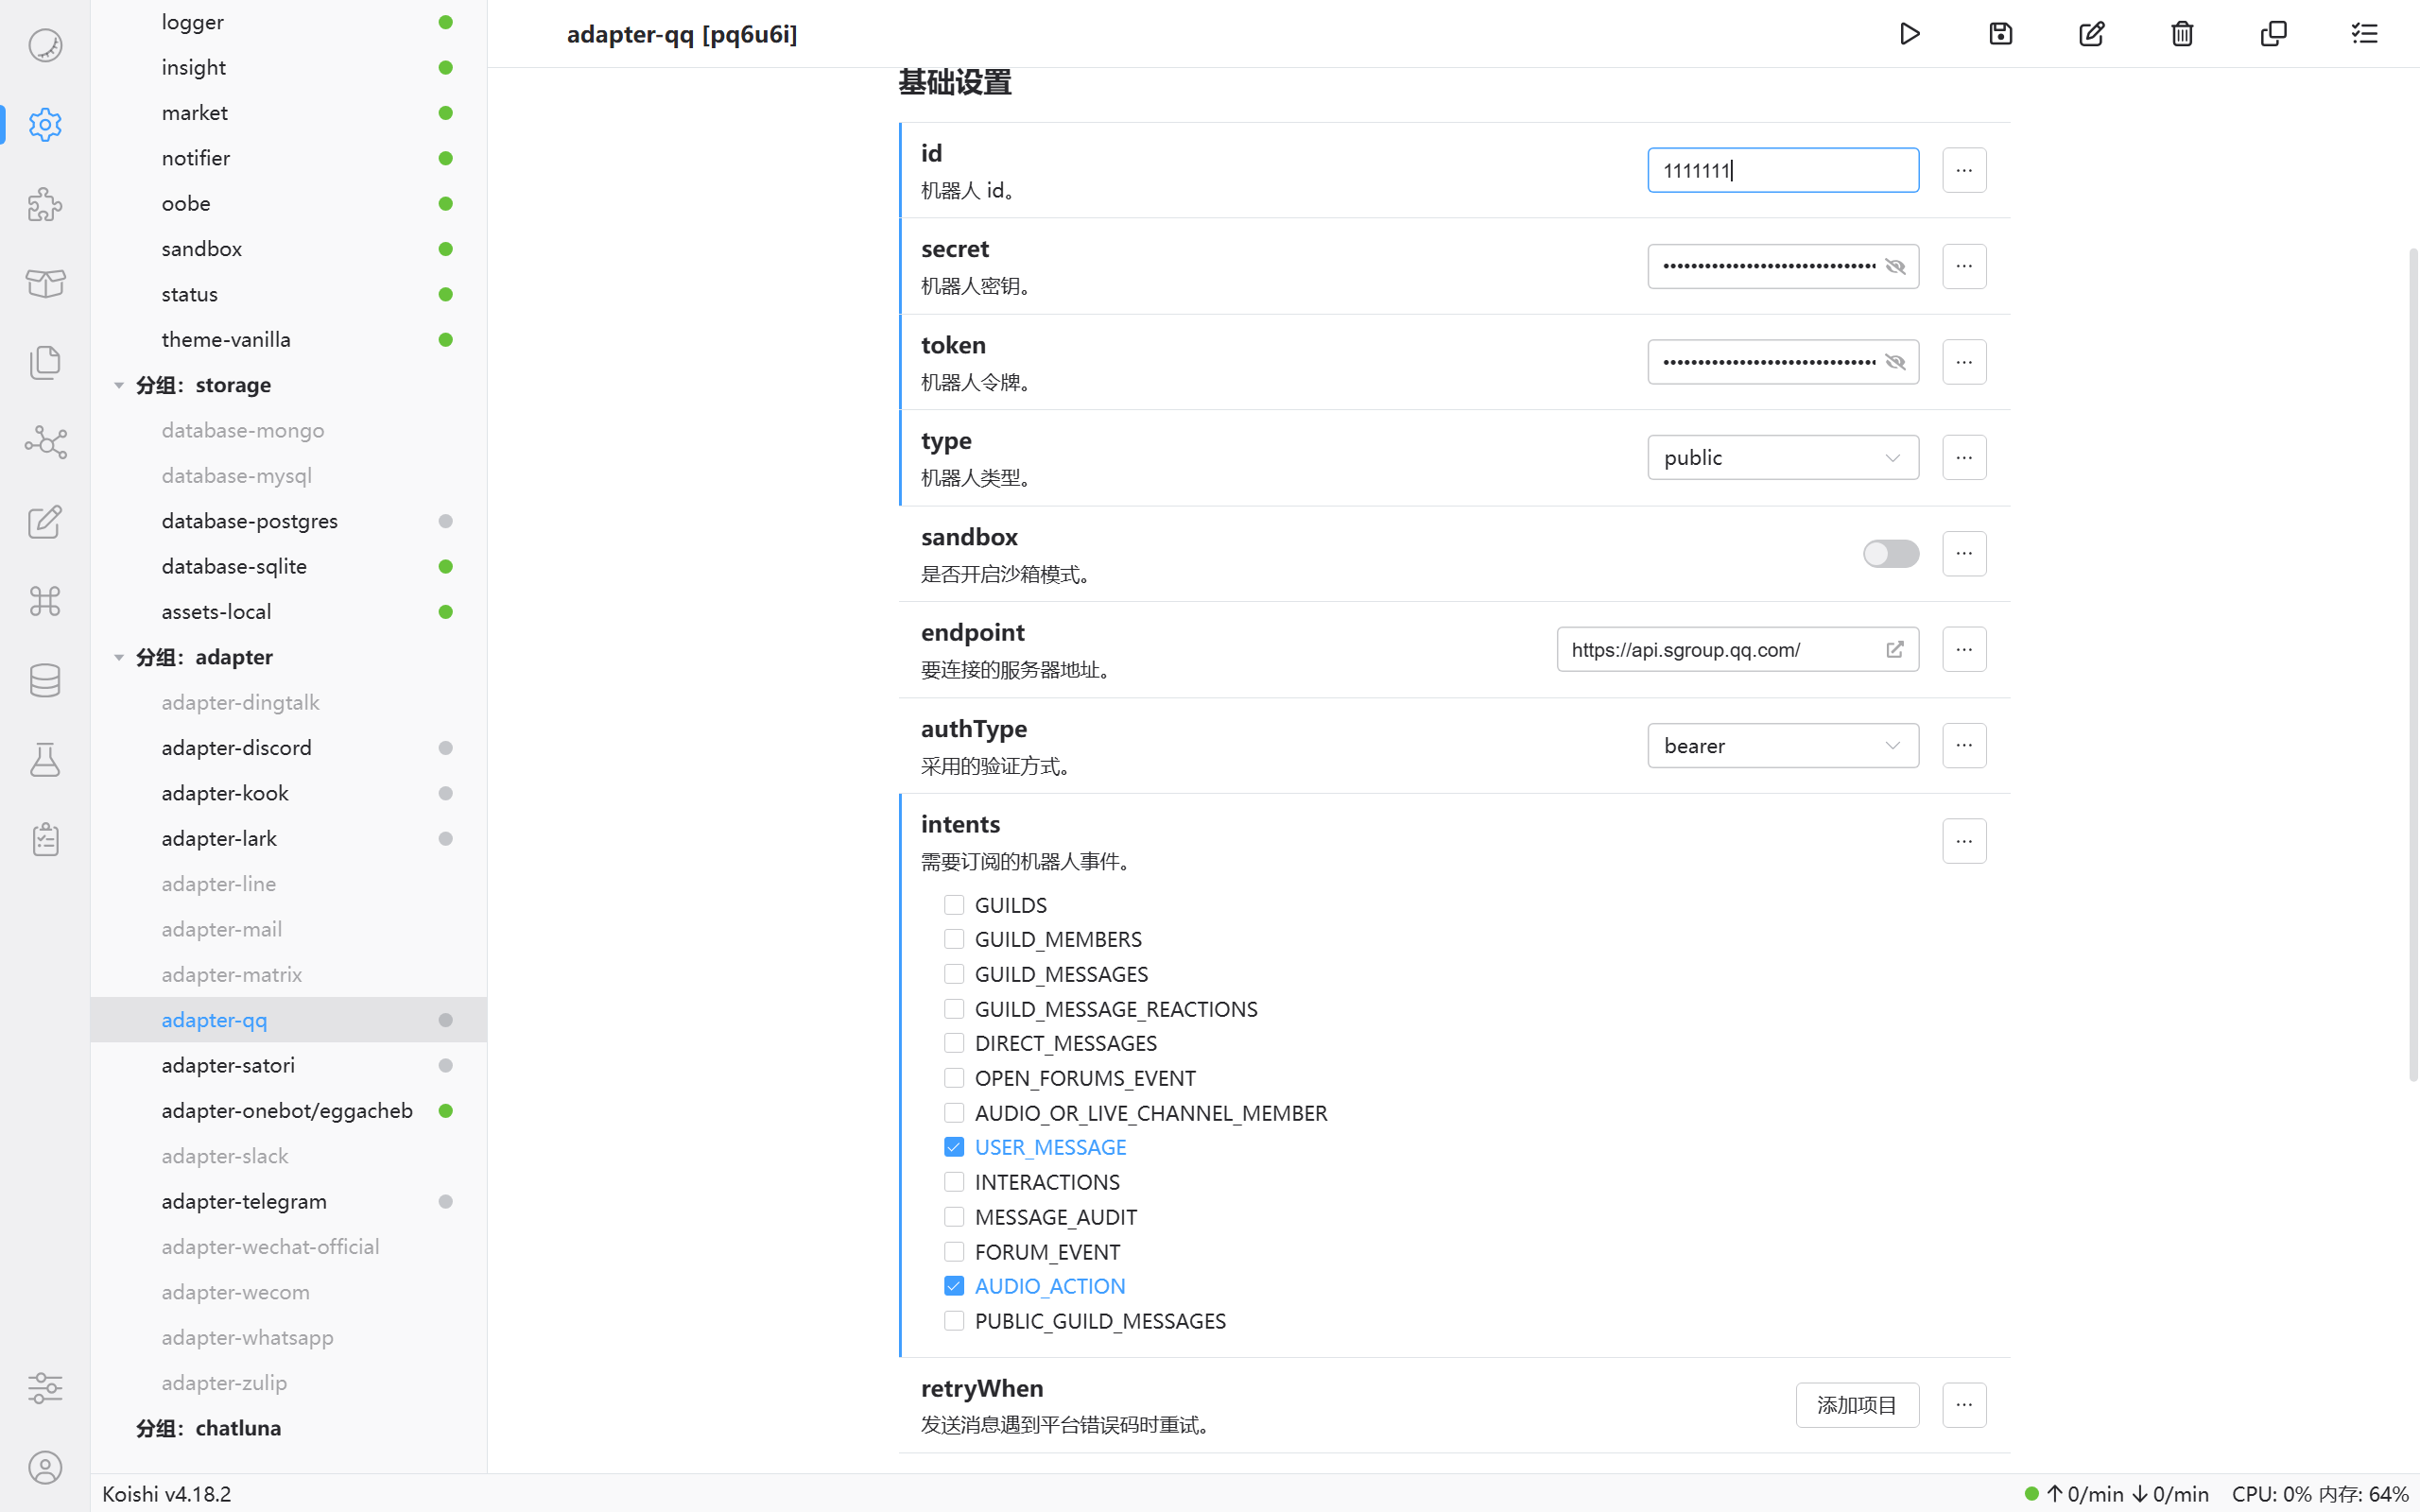 logger
insight
market
notifier
oobe
sandbox
status
theme-vanilla
分组：storage
database-mongo
database-mysql
database-postgres
database-sqlite
assets-local
分组：adapter
adapter-dingtalk
adapter-discord
adapter-kook
adapter-lark
adapter-line
adapter-mail
adapter-matrix
adapter-qq
adapter-satori
adapter-onebot/eggacheb
adapter-slack
adapter-telegram
adapter-wechat-official
adapter-wecom
adapter-whatsapp
adapter-zulip
分组：chatluna
adapter-qq [pq6u6i]
基础设置
id
机器人 id。
1111111
secret
机器人密钥。
token
机器人令牌。
type
机器人类型。
public
sandbox
是否开启沙箱模式。
endpoint
要连接的服务器地址。
https://api.sgroup.qq.com/
authType
采用的验证方式。
bearer
intents
需要订阅的机器人事件。
GUILDS
GUILD_MEMBERS
GUILD_MESSAGES
GUILD_MESSAGE_REACTIONS
DIRECT_MESSAGES
OPEN_FORUMS_EVENT
AUDIO_OR_LIVE_CHANNEL_MEMBER
USER_MESSAGE
INTERACTIONS
MESSAGE_AUDIT
FORUM_EVENT
AUDIO_ACTION
PUBLIC_GUILD_MESSAGES
retryWhen
发送消息遇到平台错误码时重试。
添加项目
Koishi v4.18.2
↑ 0/min ↓ 0/min CPU: 0% 内存: 64%